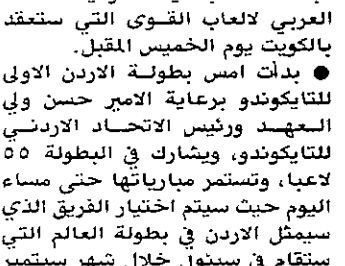 العربي لالعاب القوى التي ستعقد
بالكويت يوم الخميس المقبل.
● بدأت امس بطولة الاردن الاولى
للتايكوندو برعاية الامير حسن ولي
العهد ورئيس الاتحاد الاردني
للتايكوندو، ويشارك في البطولة ٥٥
لاعبا، وتستمر مبارياتها حتى مساء
اليوم حيث سيتم اختيار الفريق الذي
سيمثل الاردن في بطولة العالم التي
ستقام في سيئول خلال شهر سبتمبر